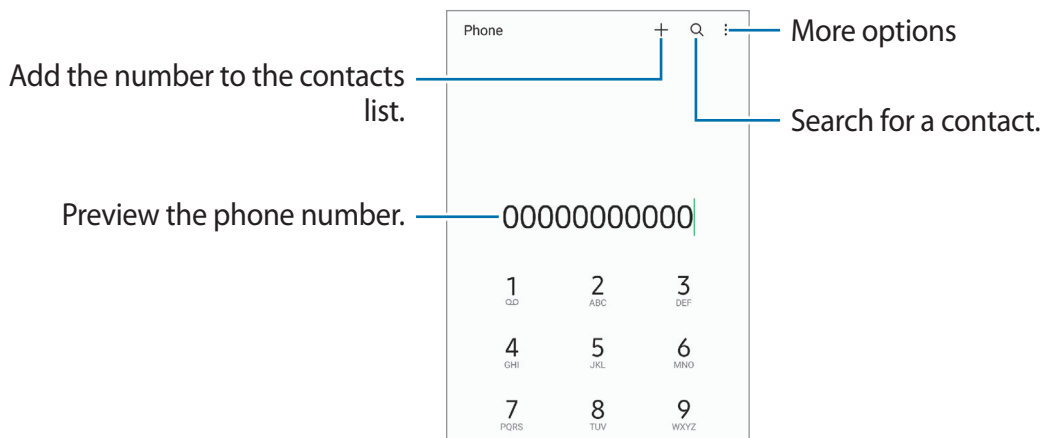 Phone
More options
Add the number to the contacts
list.
Search for a contact.
Preview the phone number.
00000000000
1 2 3
ABC DEF
4 5 6
GHI JKL MNO
7 8 9
PQRS TUV WXYZ